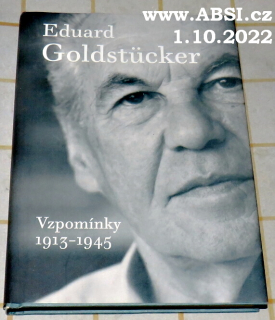 www.ABSI.cz
1.10.2022
Eduard
Goldstücker
Vzpomínky
1913–1945